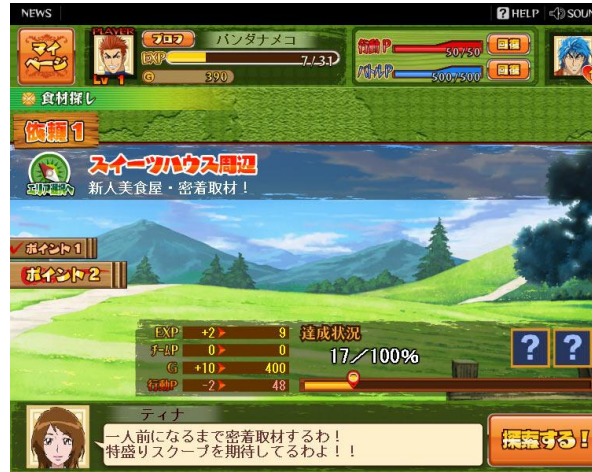 NEWS
? HELP
SOUN
マイページ
PLAYER
Lv 1
プロフ
バンダナメコ
EXP
7/31
G
390
行動P
50/50
回復
バトルP
500/500
回復
食材探し
依頼1
エリア選択へ
スイーツハウス周辺
新人美食屋・密着取材！
ポイント1
ポイント2
EXP +2 9
チームP 0 0
G +10 400
行動P -2 48
達成状況
17/100%
? ?
ティナ
一人前になるまで密着取材するわ！
特盛りスクープを期待してるわよ！！
探索する！